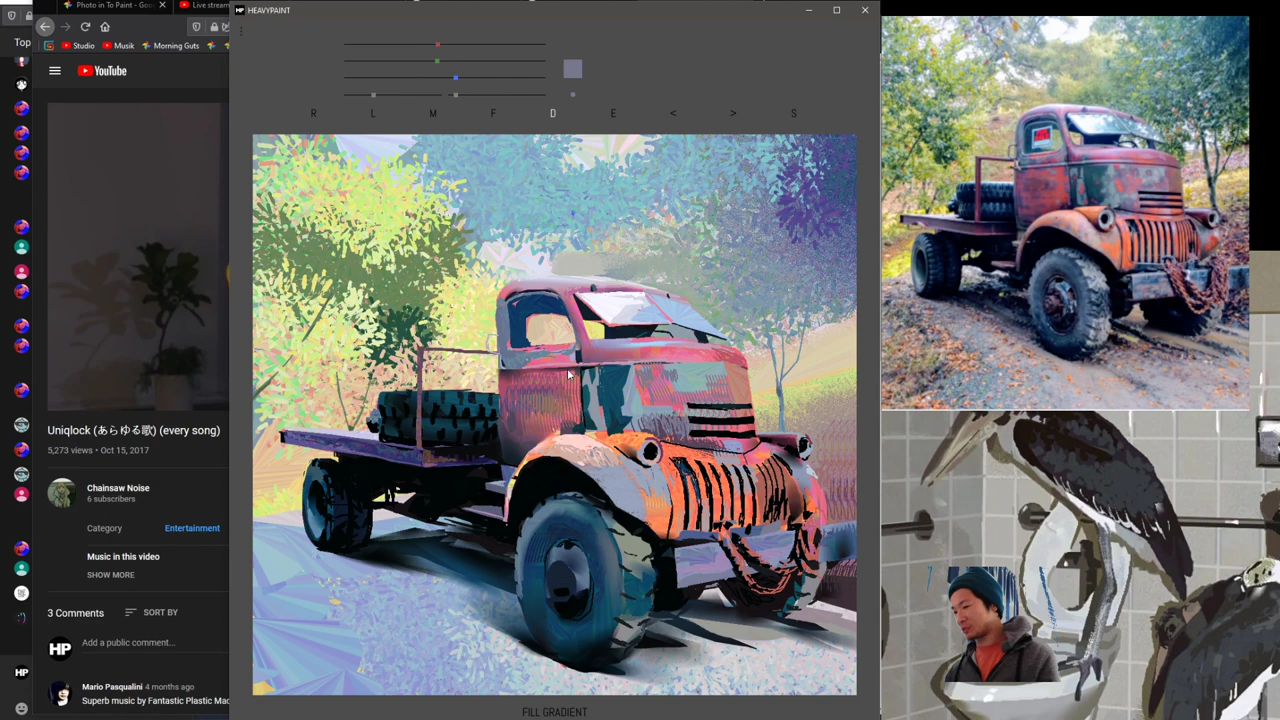 Photo in To Paint - Goo
Live stream
HEAVYPAINT
Top
Studio
Musik
Morning Guts
YouTube
R L M F D E < > S
Uniqlock (あらゆる歌) (every song)
5,273 views • Oct 15, 2017
Chainsaw Noise
6 subscribers
Category
Entertainment
Music in this video
SHOW MORE
3 Comments
SORT BY
Add a public comment...
HP
Mario Pasqualini 4 months ago
Superb music by Fantastic Plastic Mac
HP
FILL GRADIENT